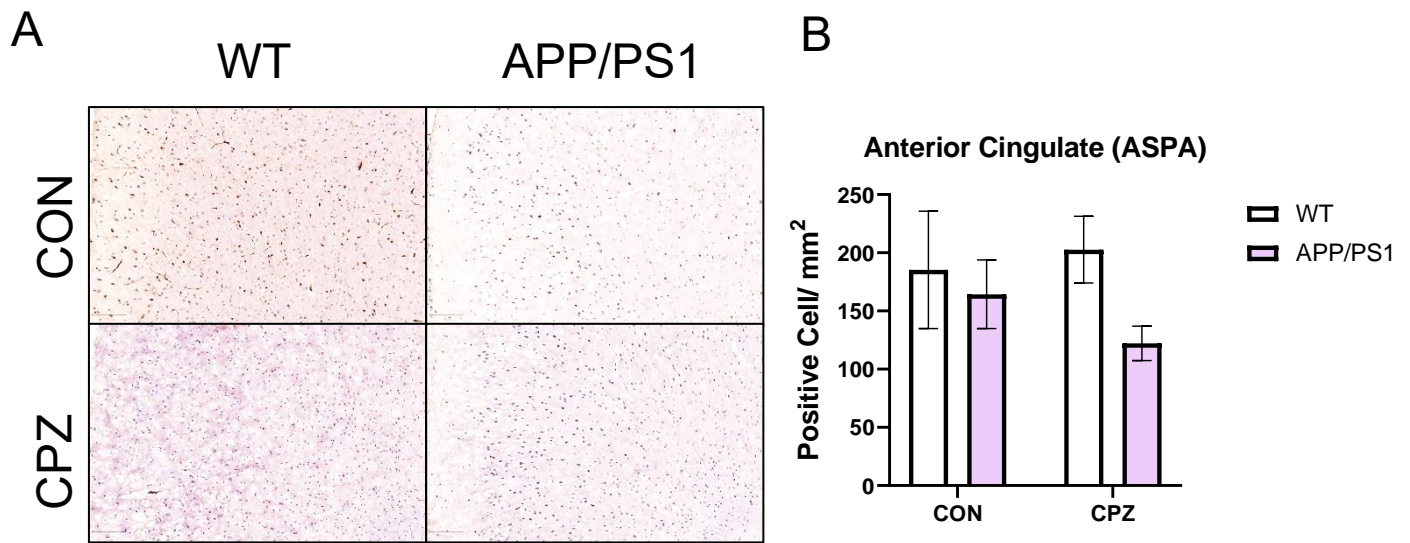 A
WT
APP/PS1
CON
CPZ
B
Anterior Cingulate (ASPA)
Positive Cell/ mm²
250
200
150
100
50
0
CON
CPZ
WT
APP/PS1